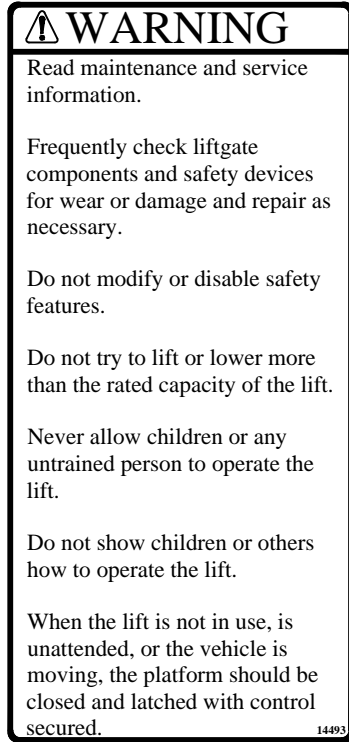 WARNING
Read maintenance and service
information.
Frequently check liftgate
components and safety devices
for wear or damage and repair as
necessary.
Do not modify or disable safety
features.
Do not try to lift or lower more
than the rated capacity of the lift.
Never allow children or any
untrained person to operate the
lift.
Do not show children or others
how to operate the lift.
When the lift is not in use, is
unattended, or the vehicle is
moving, the platform should be
closed and latched with control
secured.
14493